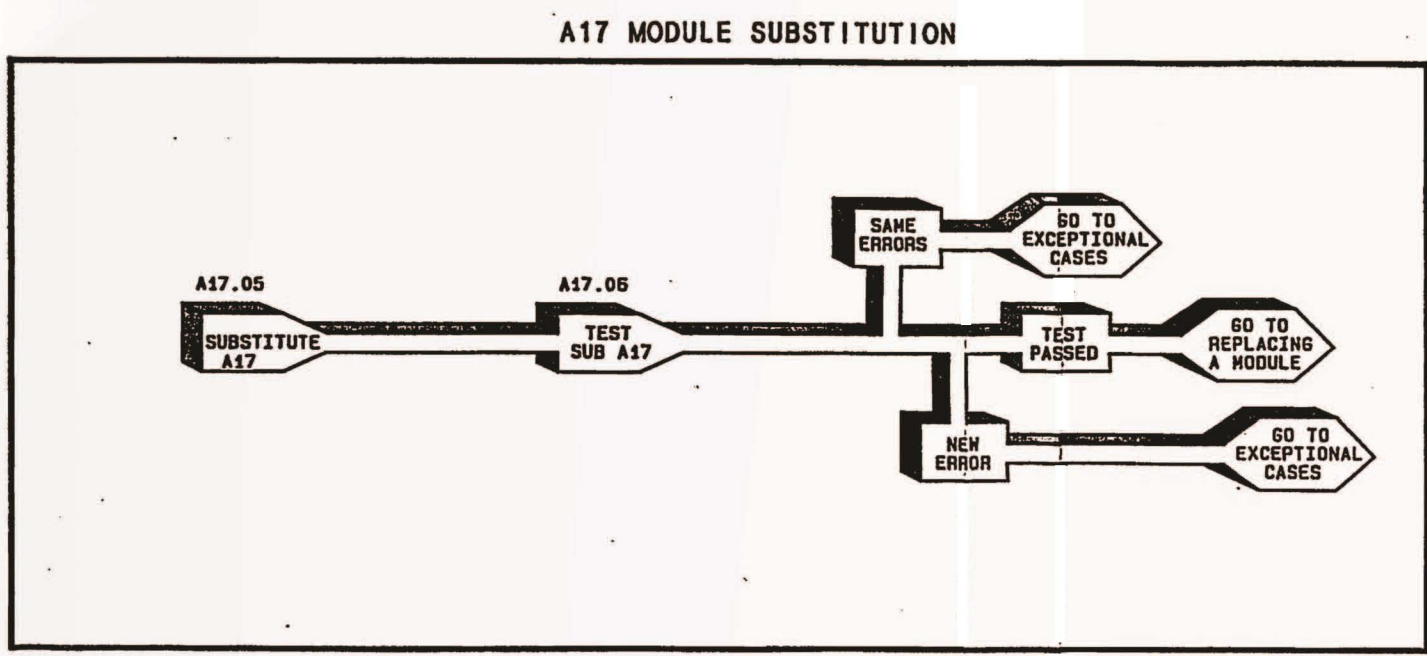 A17 MODULE SUBSTITUTION
SAME
ERRORS
GO TO
EXCEPTIONAL
CASES
A17.05
SUBSTITUTE
A17
A17.06
TEST
SUB A17
TEST
PASSED
GO TO
REPLACING
A MODULE
NEW
ERROR
GO TO
EXCEPTIONAL
CASES